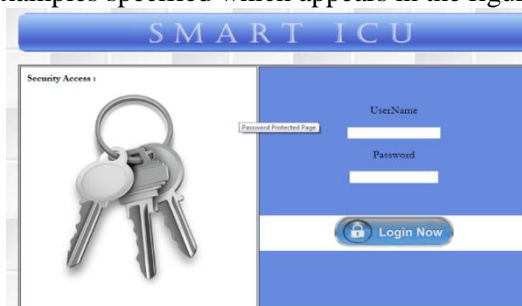 xamples specified which appears in the figu
SMART ICU
Security Access :
Password Protected Page
UserName
Password
Login Now